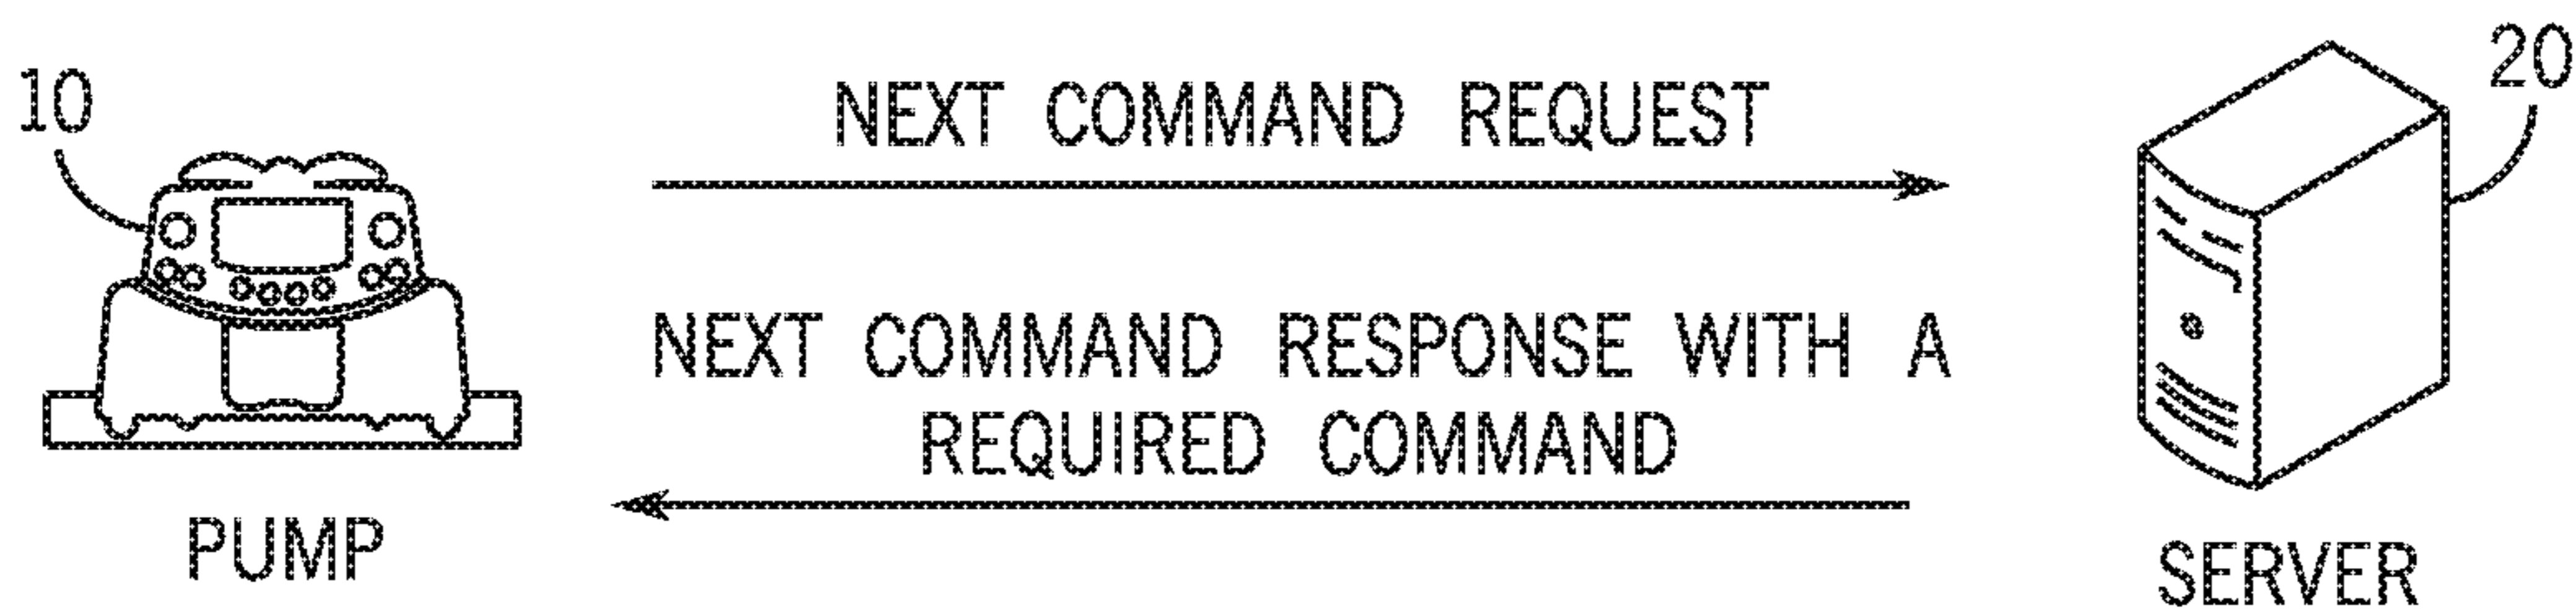 10
NEXT COMMAND REQUEST
20
NEXT COMMAND RESPONSE WITH A
REQUIRED COMMAND
PUMP
SERVER